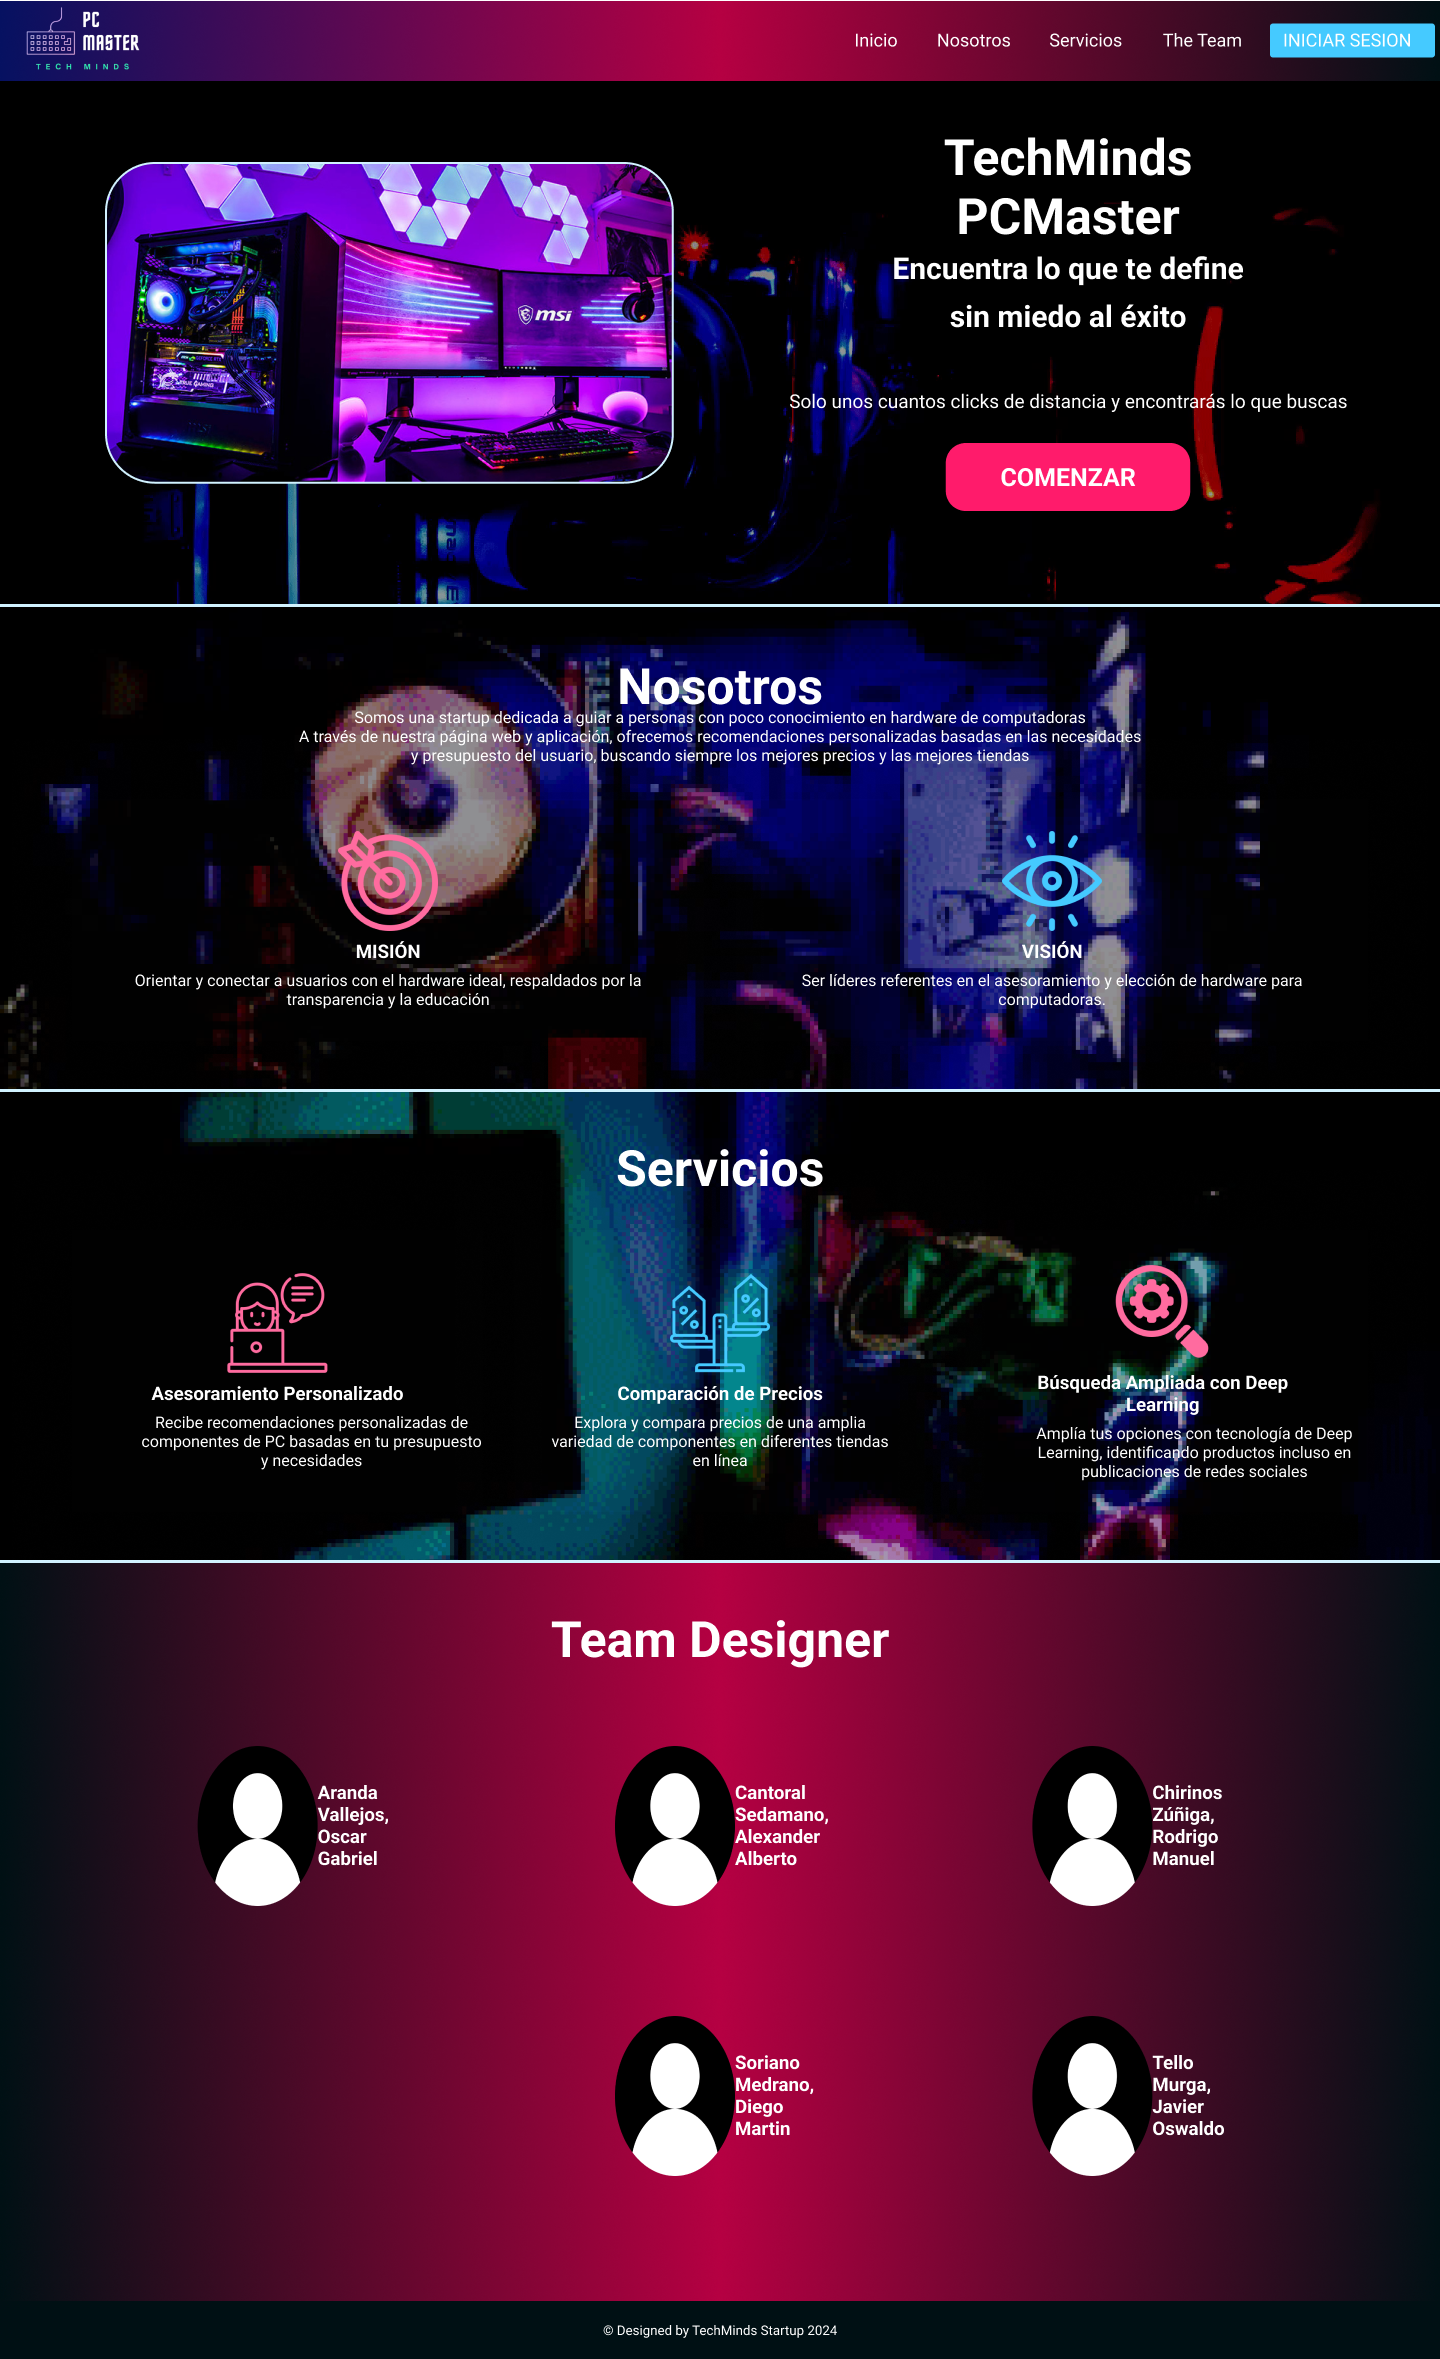 PC
MASTER
TECH MINDS
Inicio Nosotros Servicios The Team INICIAR SESION
TechMinds
PCMaster
Encuentra lo que te define
sin miedo al éxito
msi
Solo unos cuantos clicks de distancia y encontrarás lo que buscas
COMENZAR
Nosotros
Somos una startup dedicada a guiar a personas con poco conocimiento en hardware de computadoras
A través de nuestra página web y aplicación, ofrecemos recomendaciones personalizadas basadas en las necesidades
y presupuesto del usuario, buscando siempre los mejores precios y las mejores tiendas
MISIÓN
Orientar y conectar a usuarios con el hardware ideal, respaldados por la
transparencia y la educación
VISIÓN
Ser líderes referentes en el asesoramiento y elección de hardware para
computadoras.
Servicios
Asesoramiento Personalizado
Recibe recomendaciones personalizadas de
componentes de PC basadas en tu presupuesto
y necesidades
Comparación de Precios
Explora y compara precios de una amplia
variedad de componentes en diferentes tiendas
en línea
Búsqueda Ampliada con Deep
Learning
Amplía tus opciones con tecnología de Deep
Learning, identificando productos incluso en
publicaciones de redes sociales
Team Designer
Aranda
Vallejos,
Oscar
Gabriel
Cantoral
Sedamano,
Alexander
Alberto
Chirinos
Zúñiga,
Rodrigo
Manuel
Soriano
Medrano,
Diego
Martin
Tello
Murga,
Javier
Oswaldo
© Designed by TechMinds Startup 2024